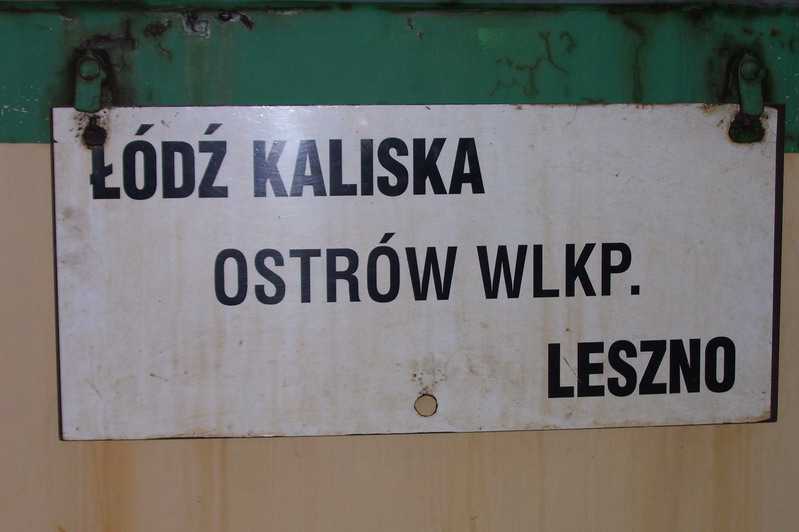 ŁÓDŹ KALISKA
OSTRÓW WLKP.
LESZNO